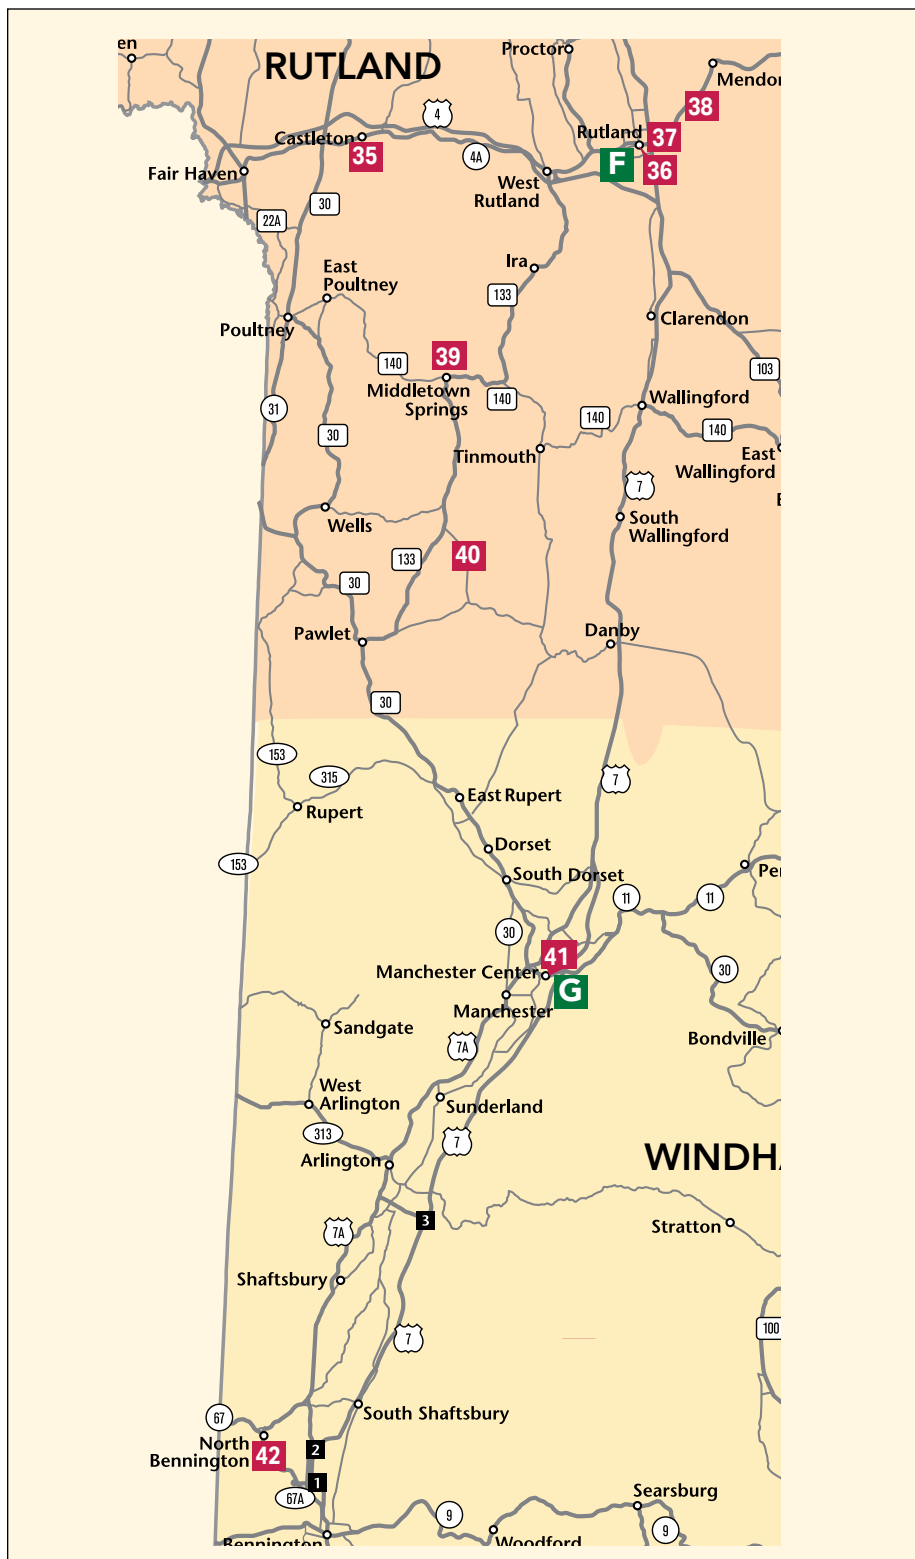 en
RUTLAND
Proctor
Mendon
38
4
Castleton
35
4A
Rutland
37
F
36
Fair Haven
West
Rutland
30
22A
Ira
East
Poultney
133
Poultney
Clarendon
39
140
103
Middletown
Springs
140
Wallingford
31
140
140
30
Tinmouth
East
Wallingford
7
E
Wells
South
Wallingford
133
40
30
Pawlet
Danby
30
153
315
7
East Rupert
Rupert
Dorset
153
South Dorset
Per
11
11
30
41
Manchester Center
30
G
Manchester
Sandgate
7A
Bondville
West
Arlington
Sunderland
313
7
Arlington
WINDHA
3
7A
Stratton
Shaftsbury
7
100
67
South Shaftsbury
North
Bennington
42
2
1
67A
Searsburg
9
9
Bennington
Woodford